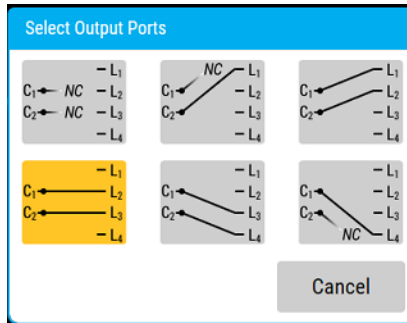 Select Output Ports
L₁ NC L₁ L₁
C₁ NC L₂ C₁ L₂ C₁ L₂
C₂ NC L₃ C₂ L₃ C₂ L₃
L₄ L₄ L₄
L₁ L₁ L₁
C₁ L₂ C₁ L₂ C₁ L₂
C₂ L₃ C₂ L₃ C₂ L₃
L₄ L₄ NC L₄
Cancel